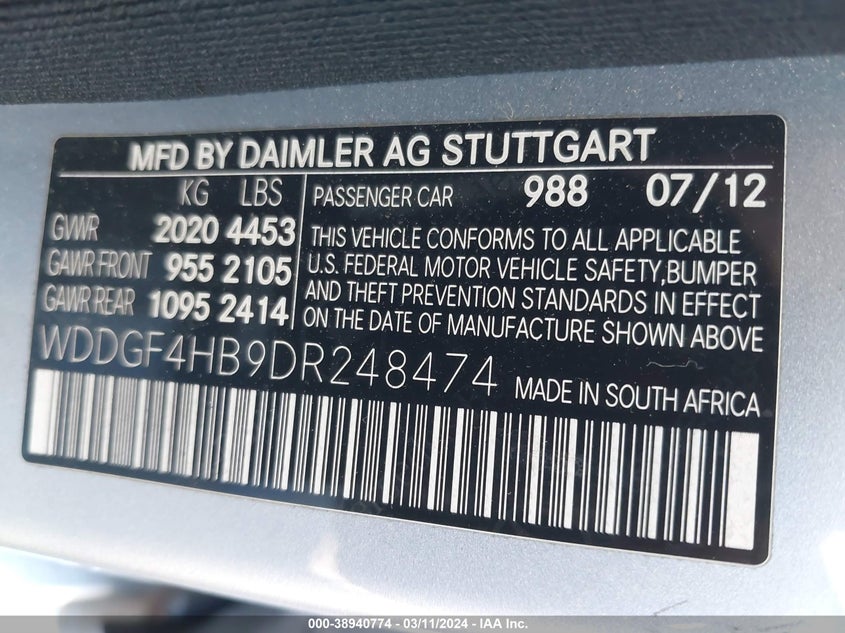 MFD BY DAIMLER AG STUTTGART
KG LBS
GVWR 2020 4453
GAWR FRONT 955 2105
GAWR REAR 1095 2414
PASSENGER CAR 988 07/12
THIS VEHICLE CONFORMS TO ALL APPLICABLE
U.S. FEDERAL MOTOR VEHICLE SAFETY,BUMPER
AND THEFT PREVENTION STANDARDS IN EFFECT
ON THE DATE OF MANUFACTURE SHOWN ABOVE
WDDGF4HB9DR248474 MADE IN SOUTH AFRICA
000-38940774 - 03/11/2024 - IAA Inc.